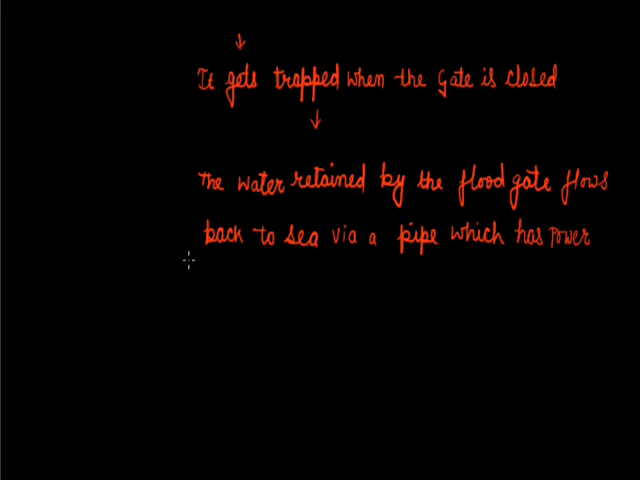 ↓
It gets trapped when the Gate is closed
↓
The water retained by the flood gate flows
back to sea via a pipe which has power